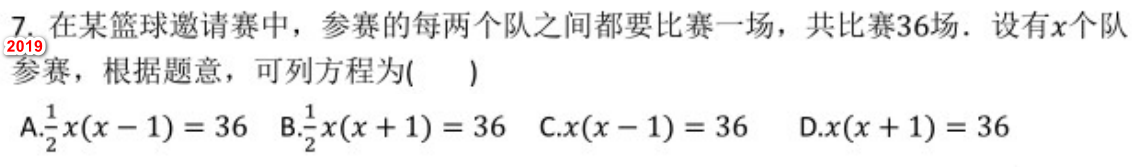 7. 在某篮球邀请赛中，参赛的每两个队之间都要比赛一场，共比赛36场．设有x个队
2019
参赛，根据题意，可列方程为(    )
A.½x(x − 1) = 36 B.½x(x + 1) = 36 C.x(x − 1) = 36 D.x(x + 1) = 36